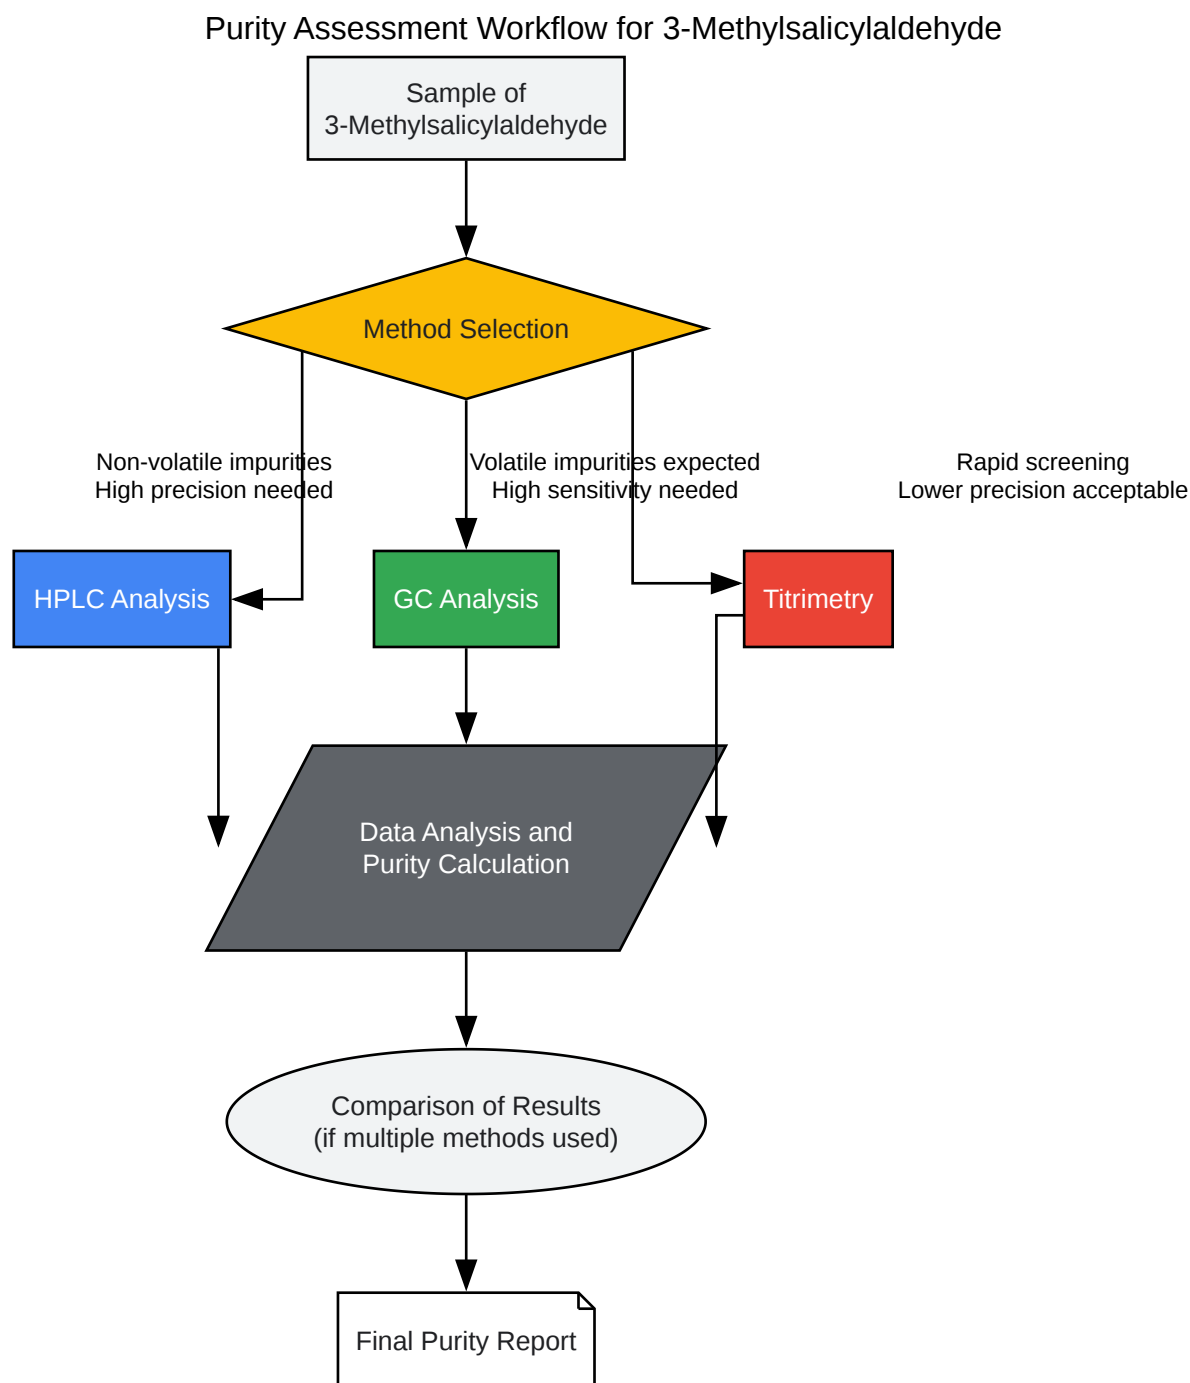 Purity Assessment Workflow for 3-Methylsalicylaldehyde
Sample of
3-Methylsalicylaldehyde
Method Selection
Non-volatile impurities
High precision needed
Volatile impurities expected
High sensitivity needed
Rapid screening
Lower precision acceptable
HPLC Analysis
GC Analysis
Titrimetry
Data Analysis and
Purity Calculation
Comparison of Results
(if multiple methods used)
Final Purity Report